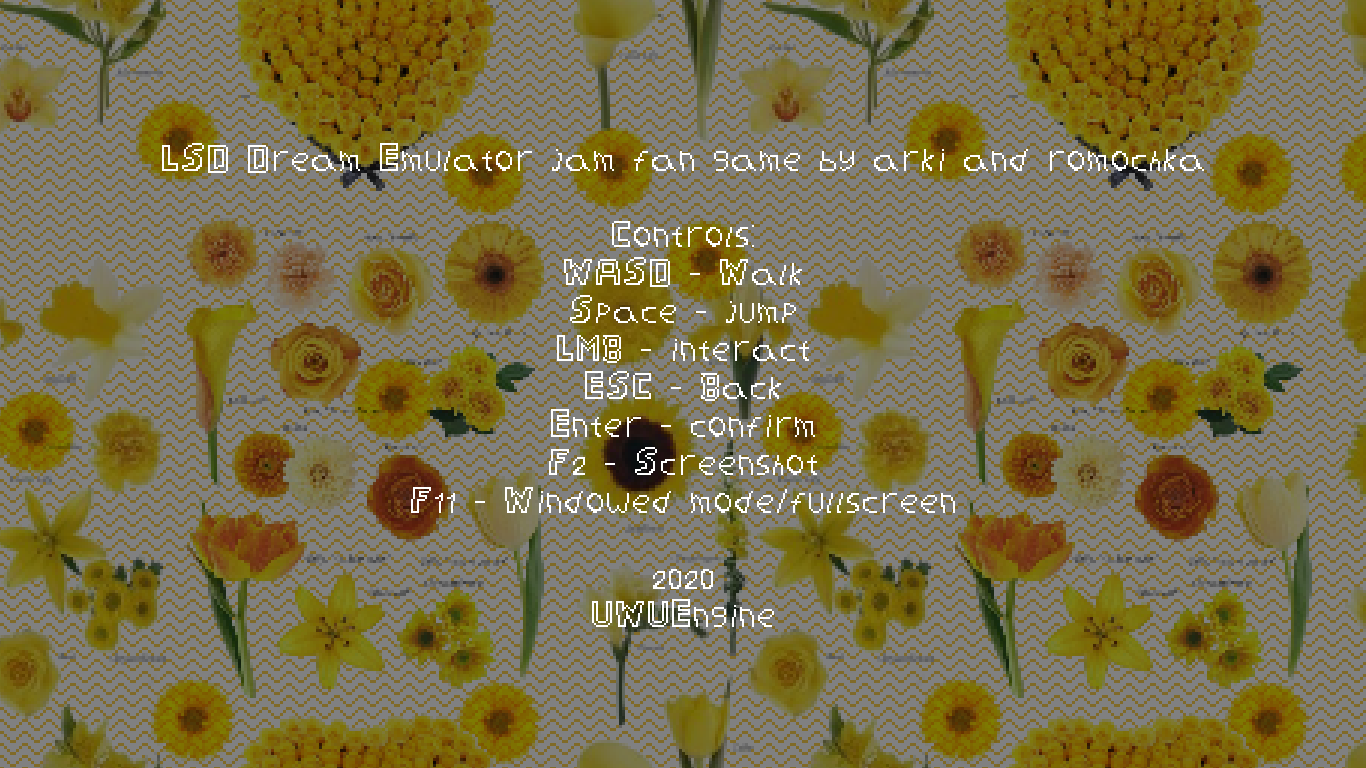 LSD Dream Emulator jam fan game by arki and romochka
Controls:
WASD - Walk
Space - jump
LMB - interact
ESC - Back
Enter - confirm
F2 - Screenshot
F11 - Windowed mode/fullscreen
2020
UWUEngine